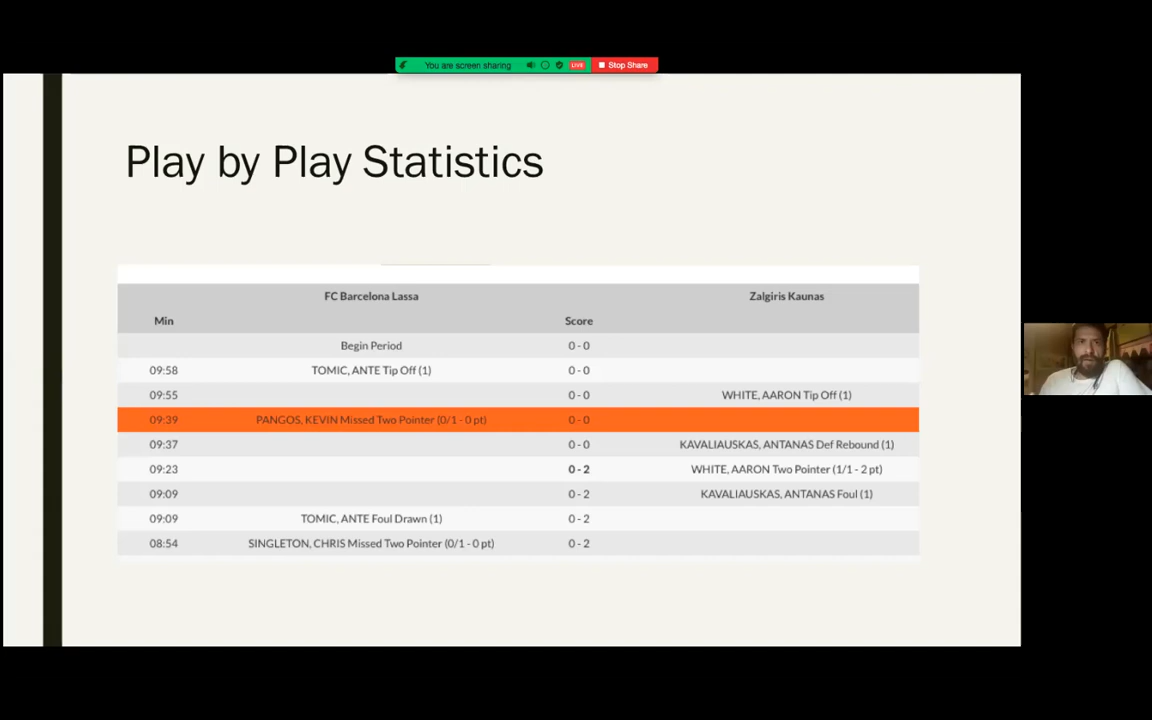 You are screen sharing LIVE Stop Share
Play by Play Statistics
FC Barcelona Lassa Zalgiris Kaunas
Min Score
Begin Period 0 - 0
09:58 TOMIC, ANTE Tip Off (1) 0 - 0
09:55 0 - 0 WHITE, AARON Tip Off (1)
09:39 PANGOS, KEVIN Missed Two Pointer (0/1 - 0 pt) 0 - 0
09:37 0 - 0 KAVALIAUSKAS, ANTANAS Def Rebound (1)
09:23 0 - 2 WHITE, AARON Two Pointer (1/1 - 2 pt)
09:09 0 - 2 KAVALIAUSKAS, ANTANAS Foul (1)
09:09 TOMIC, ANTE Foul Drawn (1) 0 - 2
08:54 SINGLETON, CHRIS Missed Two Pointer (0/1 - 0 pt) 0 - 2